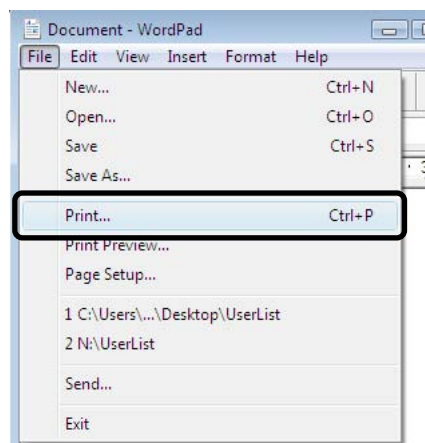 Document - WordPad
File Edit View Insert Format Help
New... Ctrl+N
Open... Ctrl+O
Save Ctrl+S
Save As...
Print... Ctrl+P
Print Preview...
Page Setup...
1 C:\Users\...\Desktop\UserList
2 N:\UserList
Send...
Exit